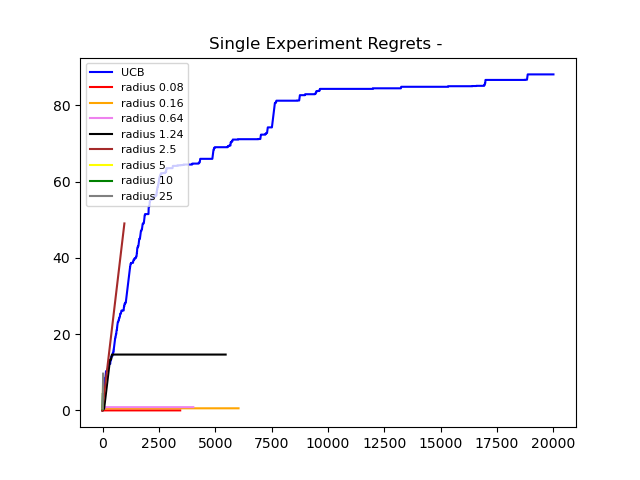 Single Experiment Regrets -
UCB
radius 0.08
radius 0.16
radius 0.64
radius 1.24
radius 2.5
radius 5
radius 10
radius 25
80
60
40
20
0
0 2500 5000 7500 10000 12500 15000 17500 20000